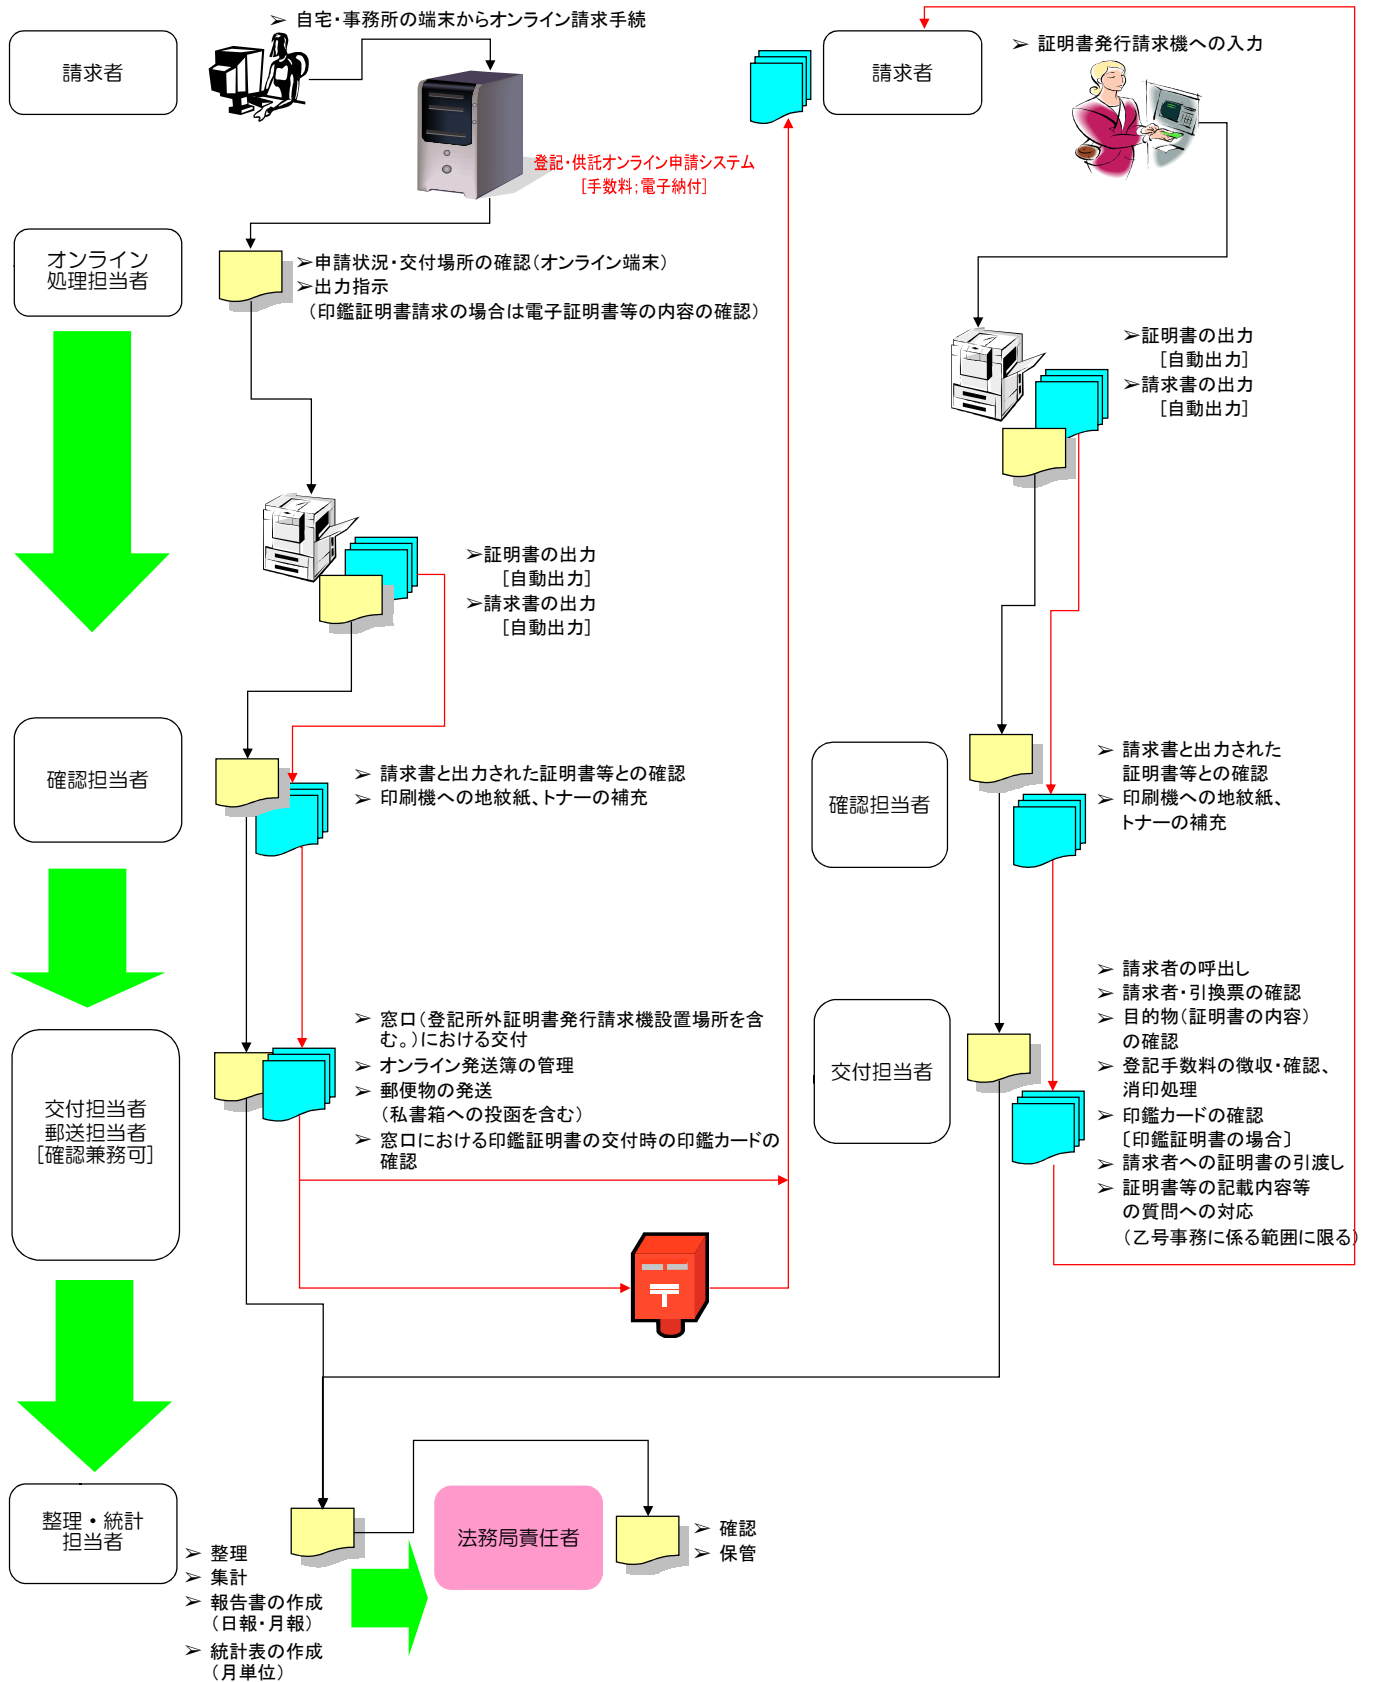 ➢ 自宅・事務所の端末からオンライン請求手続
請求者
登記・供託オンライン申請システム
[手数料;電子納付]
オンライン
処理担当者
➢申請状況・交付場所の確認(オンライン端末)
➢出力指示
(印鑑証明書請求の場合は電子証明書等の内容の確認)
➢証明書の出力
[自動出力]
➢請求書の出力
[自動出力]
確認担当者
➢ 請求書と出力された証明書等との確認
➢ 印刷機への地紋紙、トナーの補充
交付担当者
郵送担当者
[確認兼務可]
➢ 窓口(登記所外証明書発行請求機設置場所を含
む。)における交付
➢ オンライン発送簿の管理
➢ 郵便物の発送
(私書箱への投函を含む)
➢ 窓口における印鑑証明書の交付時の印鑑カードの
確認
請求者
➢ 証明書発行請求機への入力
➢証明書の出力
[自動出力]
➢請求書の出力
[自動出力]
確認担当者
➢ 請求書と出力された
証明書等との確認
➢ 印刷機への地紋紙、
トナーの補充
交付担当者
➢ 請求者の呼出し
➢ 請求者・引換票の確認
➢ 目的物(証明書の内容)
の確認
➢ 登記手数料の徴収・確認、
消印処理
➢ 印鑑カードの確認
〔印鑑証明書の場合〕
➢ 請求者への証明書の引渡し
➢ 証明書等の記載内容等
の質問への対応
(乙号事務に係る範囲に限る)
整理・統計
担当者
➢ 整理
➢ 集計
➢ 報告書の作成
(日報・月報)
➢ 統計表の作成
(月単位)
法務局責任者
➢ 確認
➢ 保管